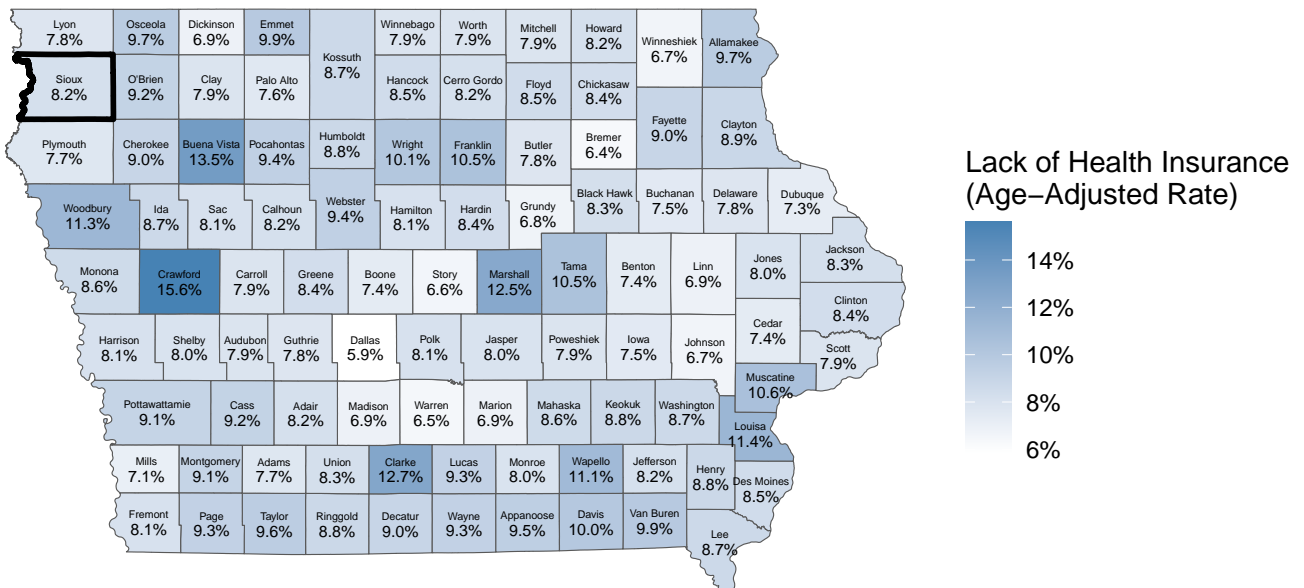 Lyon
7.8%
Osceola
9.7%
Dickinson
6.9%
Emmet
9.9%
Kossuth
8.7%
Winnebago
7.9%
Worth
7.9%
Mitchell
7.9%
Howard
8.2%
Winneshiek
6.7%
Allamakee
9.7%
Sioux
8.2%
O'Brien
9.2%
Clay
7.9%
Palo Alto
7.6%
Hancock
8.5%
Cerro Gordo
8.2%
Floyd
8.5%
Chickasaw
8.4%
Fayette
9.0%
Clayton
8.9%
Plymouth
7.7%
Cherokee
9.0%
Buena Vista
13.5%
Pocahontas
9.4%
Humboldt
8.8%
Wright
10.1%
Franklin
10.5%
Butler
7.8%
Bremer
6.4%
Woodbury
11.3%
Ida
8.7%
Sac
8.1%
Calhoun
8.2%
Webster
9.4%
Hamilton
8.1%
Hardin
8.4%
Grundy
6.8%
Black Hawk
8.3%
Buchanan
7.5%
Delaware
7.8%
Dubuque
7.3%
Monona
8.6%
Crawford
15.6%
Carroll
7.9%
Greene
8.4%
Boone
7.4%
Story
6.6%
Marshall
12.5%
Tama
10.5%
Benton
7.4%
Linn
6.9%
Jones
8.0%
Jackson
8.3%
Clinton
8.4%
Harrison
8.1%
Shelby
8.0%
Audubon
7.9%
Guthrie
7.8%
Dallas
5.9%
Polk
8.1%
Jasper
8.0%
Poweshiek
7.9%
Iowa
7.5%
Johnson
6.7%
Cedar
7.4%
Scott
7.9%
Muscatine
10.6%
Pottawattamie
9.1%
Cass
9.2%
Adair
8.2%
Madison
6.9%
Warren
6.5%
Marion
6.9%
Mahaska
8.6%
Keokuk
8.8%
Washington
8.7%
Louisa
11.4%
Mills
7.1%
Montgomery
9.1%
Adams
7.7%
Union
8.3%
Clarke
12.7%
Lucas
9.3%
Monroe
8.0%
Wapello
11.1%
Jefferson
8.2%
Henry
8.8%
Des Moines
8.5%
Fremont
8.1%
Page
9.3%
Taylor
9.6%
Ringgold
8.8%
Decatur
9.0%
Wayne
9.3%
Appanoose
9.5%
Davis
10.0%
Van Buren
9.9%
Lee
8.7%
Lack of Health Insurance
(Age−Adjusted Rate)
14%
12%
10%
8%
6%